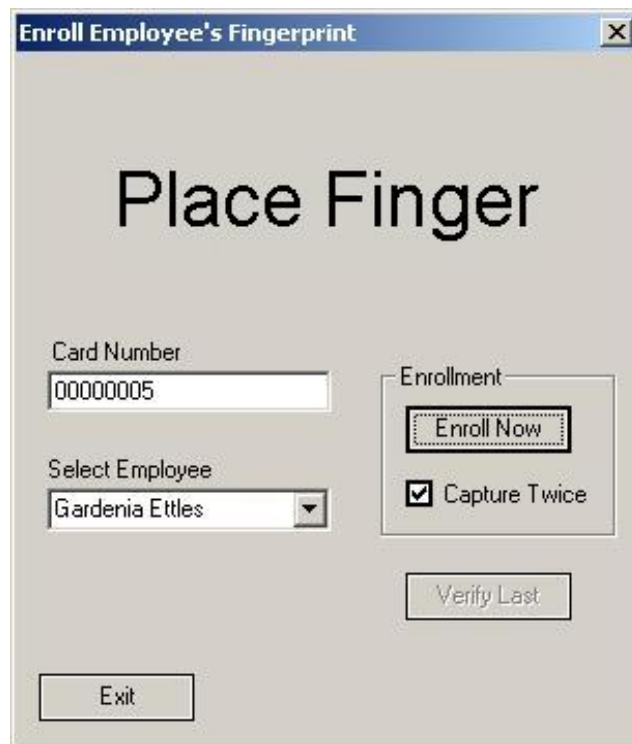 Enroll Employee's Fingerprint
Place Finger
Card Number
00000005
Select Employee
Gardenia Ettles
Enrollment
Enroll Now
Capture Twice
Verify Last
Exit